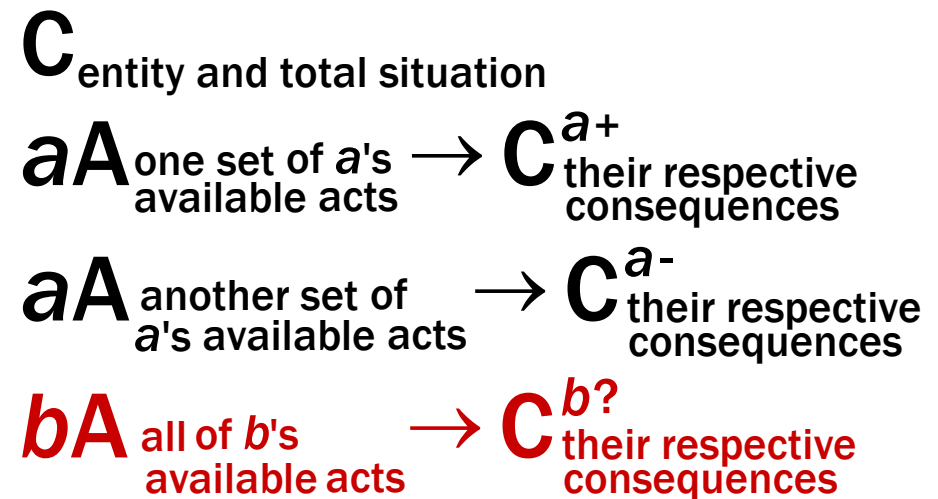 C entity and total situation
aA one set of a's available acts → C a+ their respective consequences
aA another set of a's available acts → C a- their respective consequences
bA all of b's available acts → C b? their respective consequences